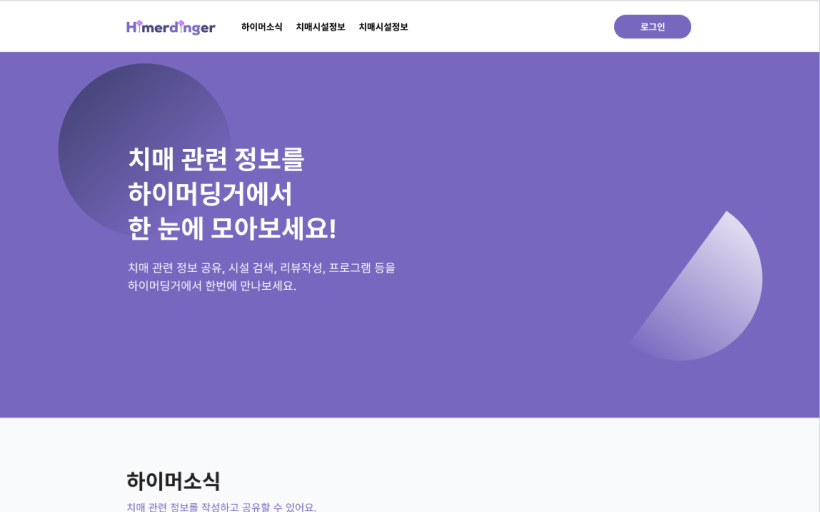 Himerdinger
하이머소식 치매시설정보 치매시설정보
로그인
치매 관련 정보를
하이머딩거에서
한 눈에 모아보세요!
치매 관련 정보 공유, 시설 검색, 리뷰작성, 프로그램 등을
하이머딩거에서 한번에 만나보세요.
하이머소식
치매 관련 정보를 작성하고 공유할 수 있어요.